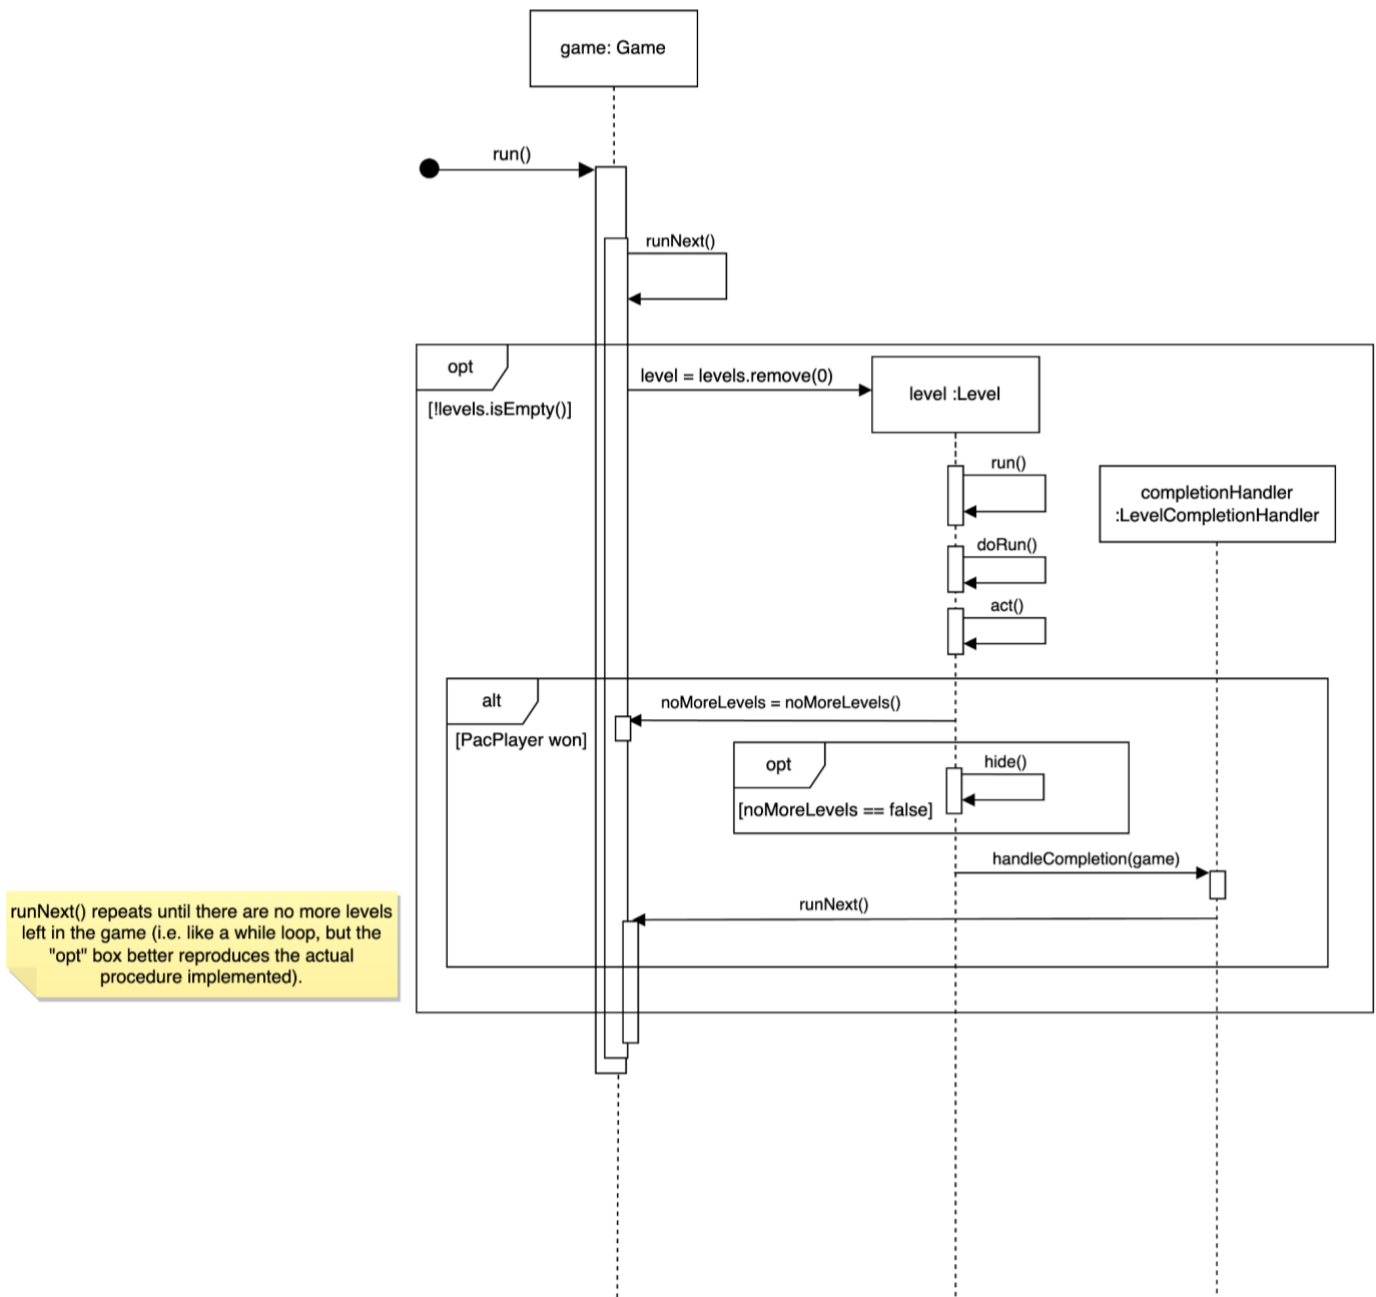 game: Game
run()
runNext()
opt
[!levels.isEmpty()]
level = levels.remove(0)
level :Level
run()
completionHandler
:LevelCompletionHandler
doRun()
act()
alt
[PacPlayer won]
noMoreLevels = noMoreLevels()
opt
[noMoreLevels == false]
hide()
handleCompletion(game)
runNext()
runNext() repeats until there are no more levels
left in the game (i.e. like a while loop, but the
"opt" box better reproduces the actual
procedure implemented).